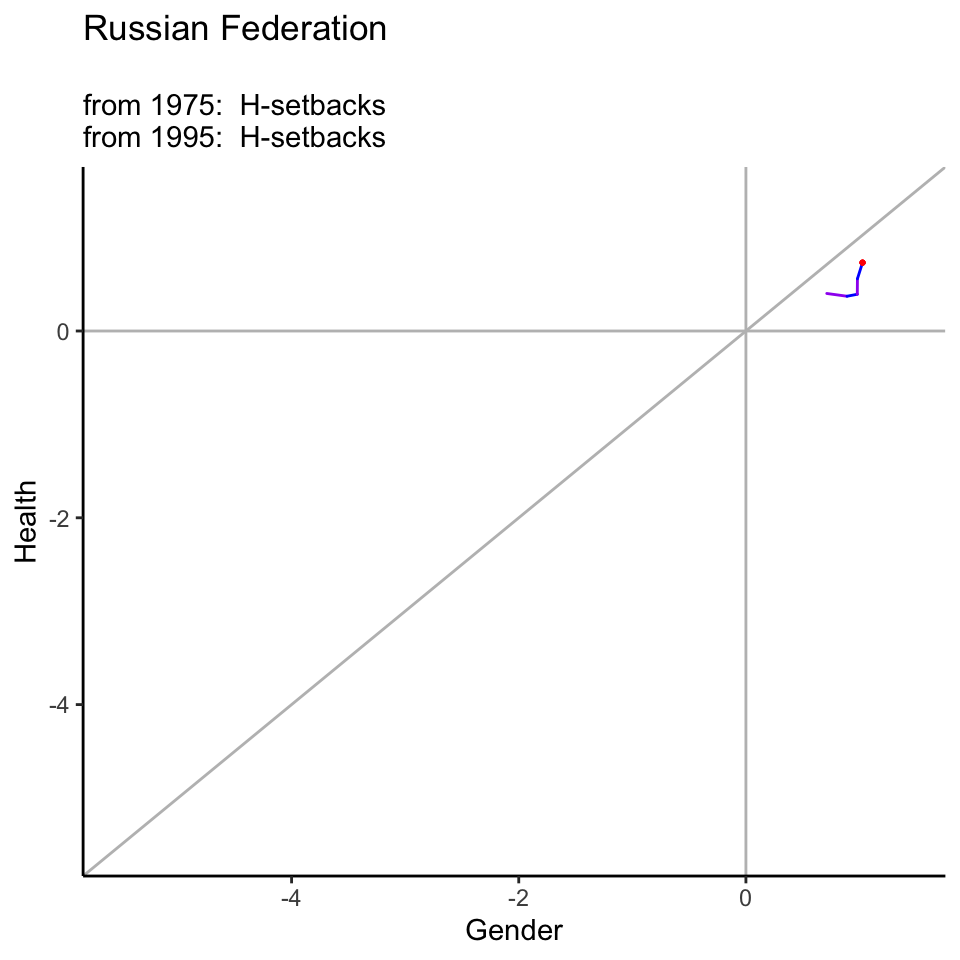 Russian Federation
from 1975:  H-setbacks
from 1995:  H-setbacks
0
-2
-4
Health
-4
-2
0
Gender